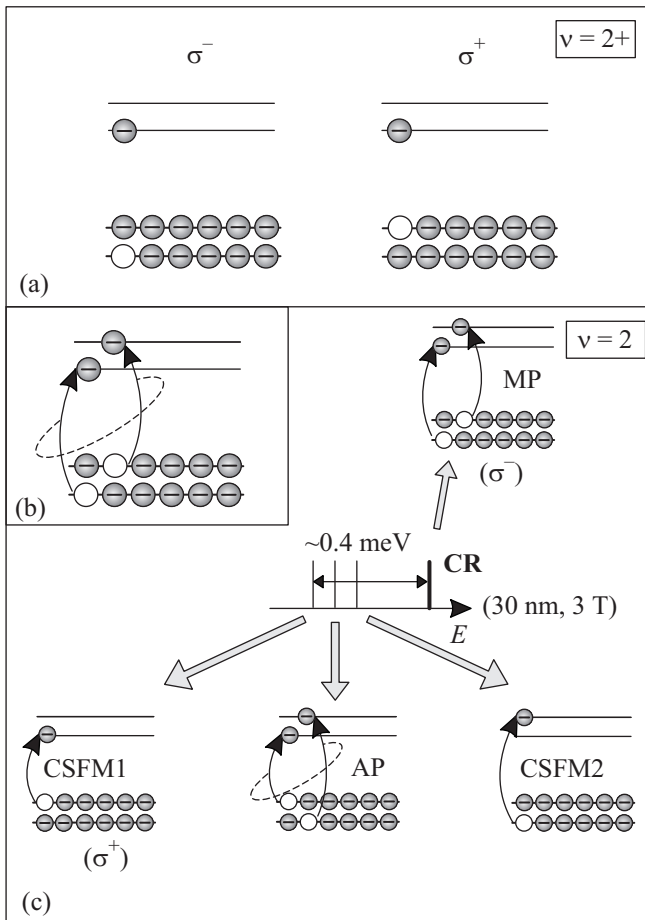 σ⁻ σ⁺ ν = 2+
(a)
ν = 2
MP
(b)
(σ⁻)
~0.4 meV
CR
(30 nm, 3 T)
E
CSFM1 AP CSFM2
(σ⁺)
(c)